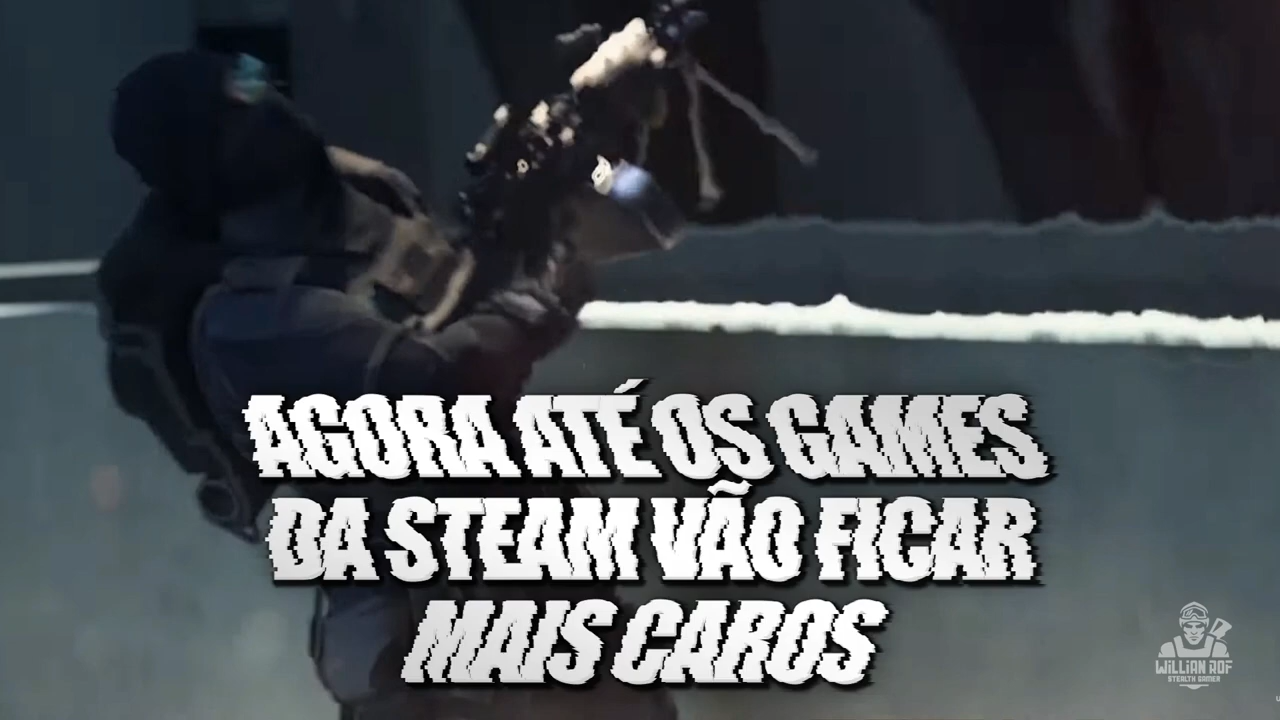 AGORA ATÉ OS GAMES
DA STEAM VÃO FICAR
MAIS CAROS
WILLIAN ROF
STEALTH GAMER